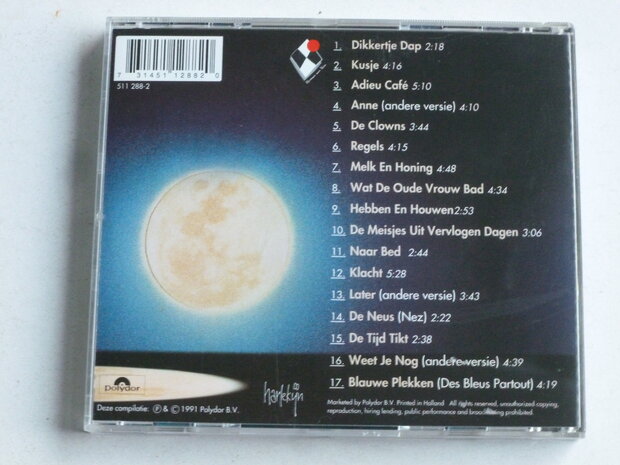 7 31451 12882 0
511 288-2
1. Dikkertje Dap 2:18
2. Kusje 4:16
3. Adieu Café 5:10
4. Anne (andere versie) 4:10
5. De Clowns 3:44
6. Regels 4:15
7. Melk En Honing 4:48
8. Wat De Oude Vrouw Bad 4:34
9. Hebben En Houwen 2:53
10. De Meisjes Uit Vervlogen Dagen 3:06
11. Naar Bed 2:44
12. Klacht 5:28
13. Later (andere versie) 3:43
14. De Neus (Nez) 2:22
15. De Tijd Tikt 2:38
16. Weet Je Nog (andere versie) 4:39
17. Blauwe Plekken (Des Bleus Partout) 4:19
Polydor
harlekijn
Deze compilatie: ℗ & © 1991 Polydor B.V.
Marketed by Polydor B.V. Printed in Holland All rights reserved, unauthorized copying,
reproduction, hiring lending, public performance and broadcasting prohibited.